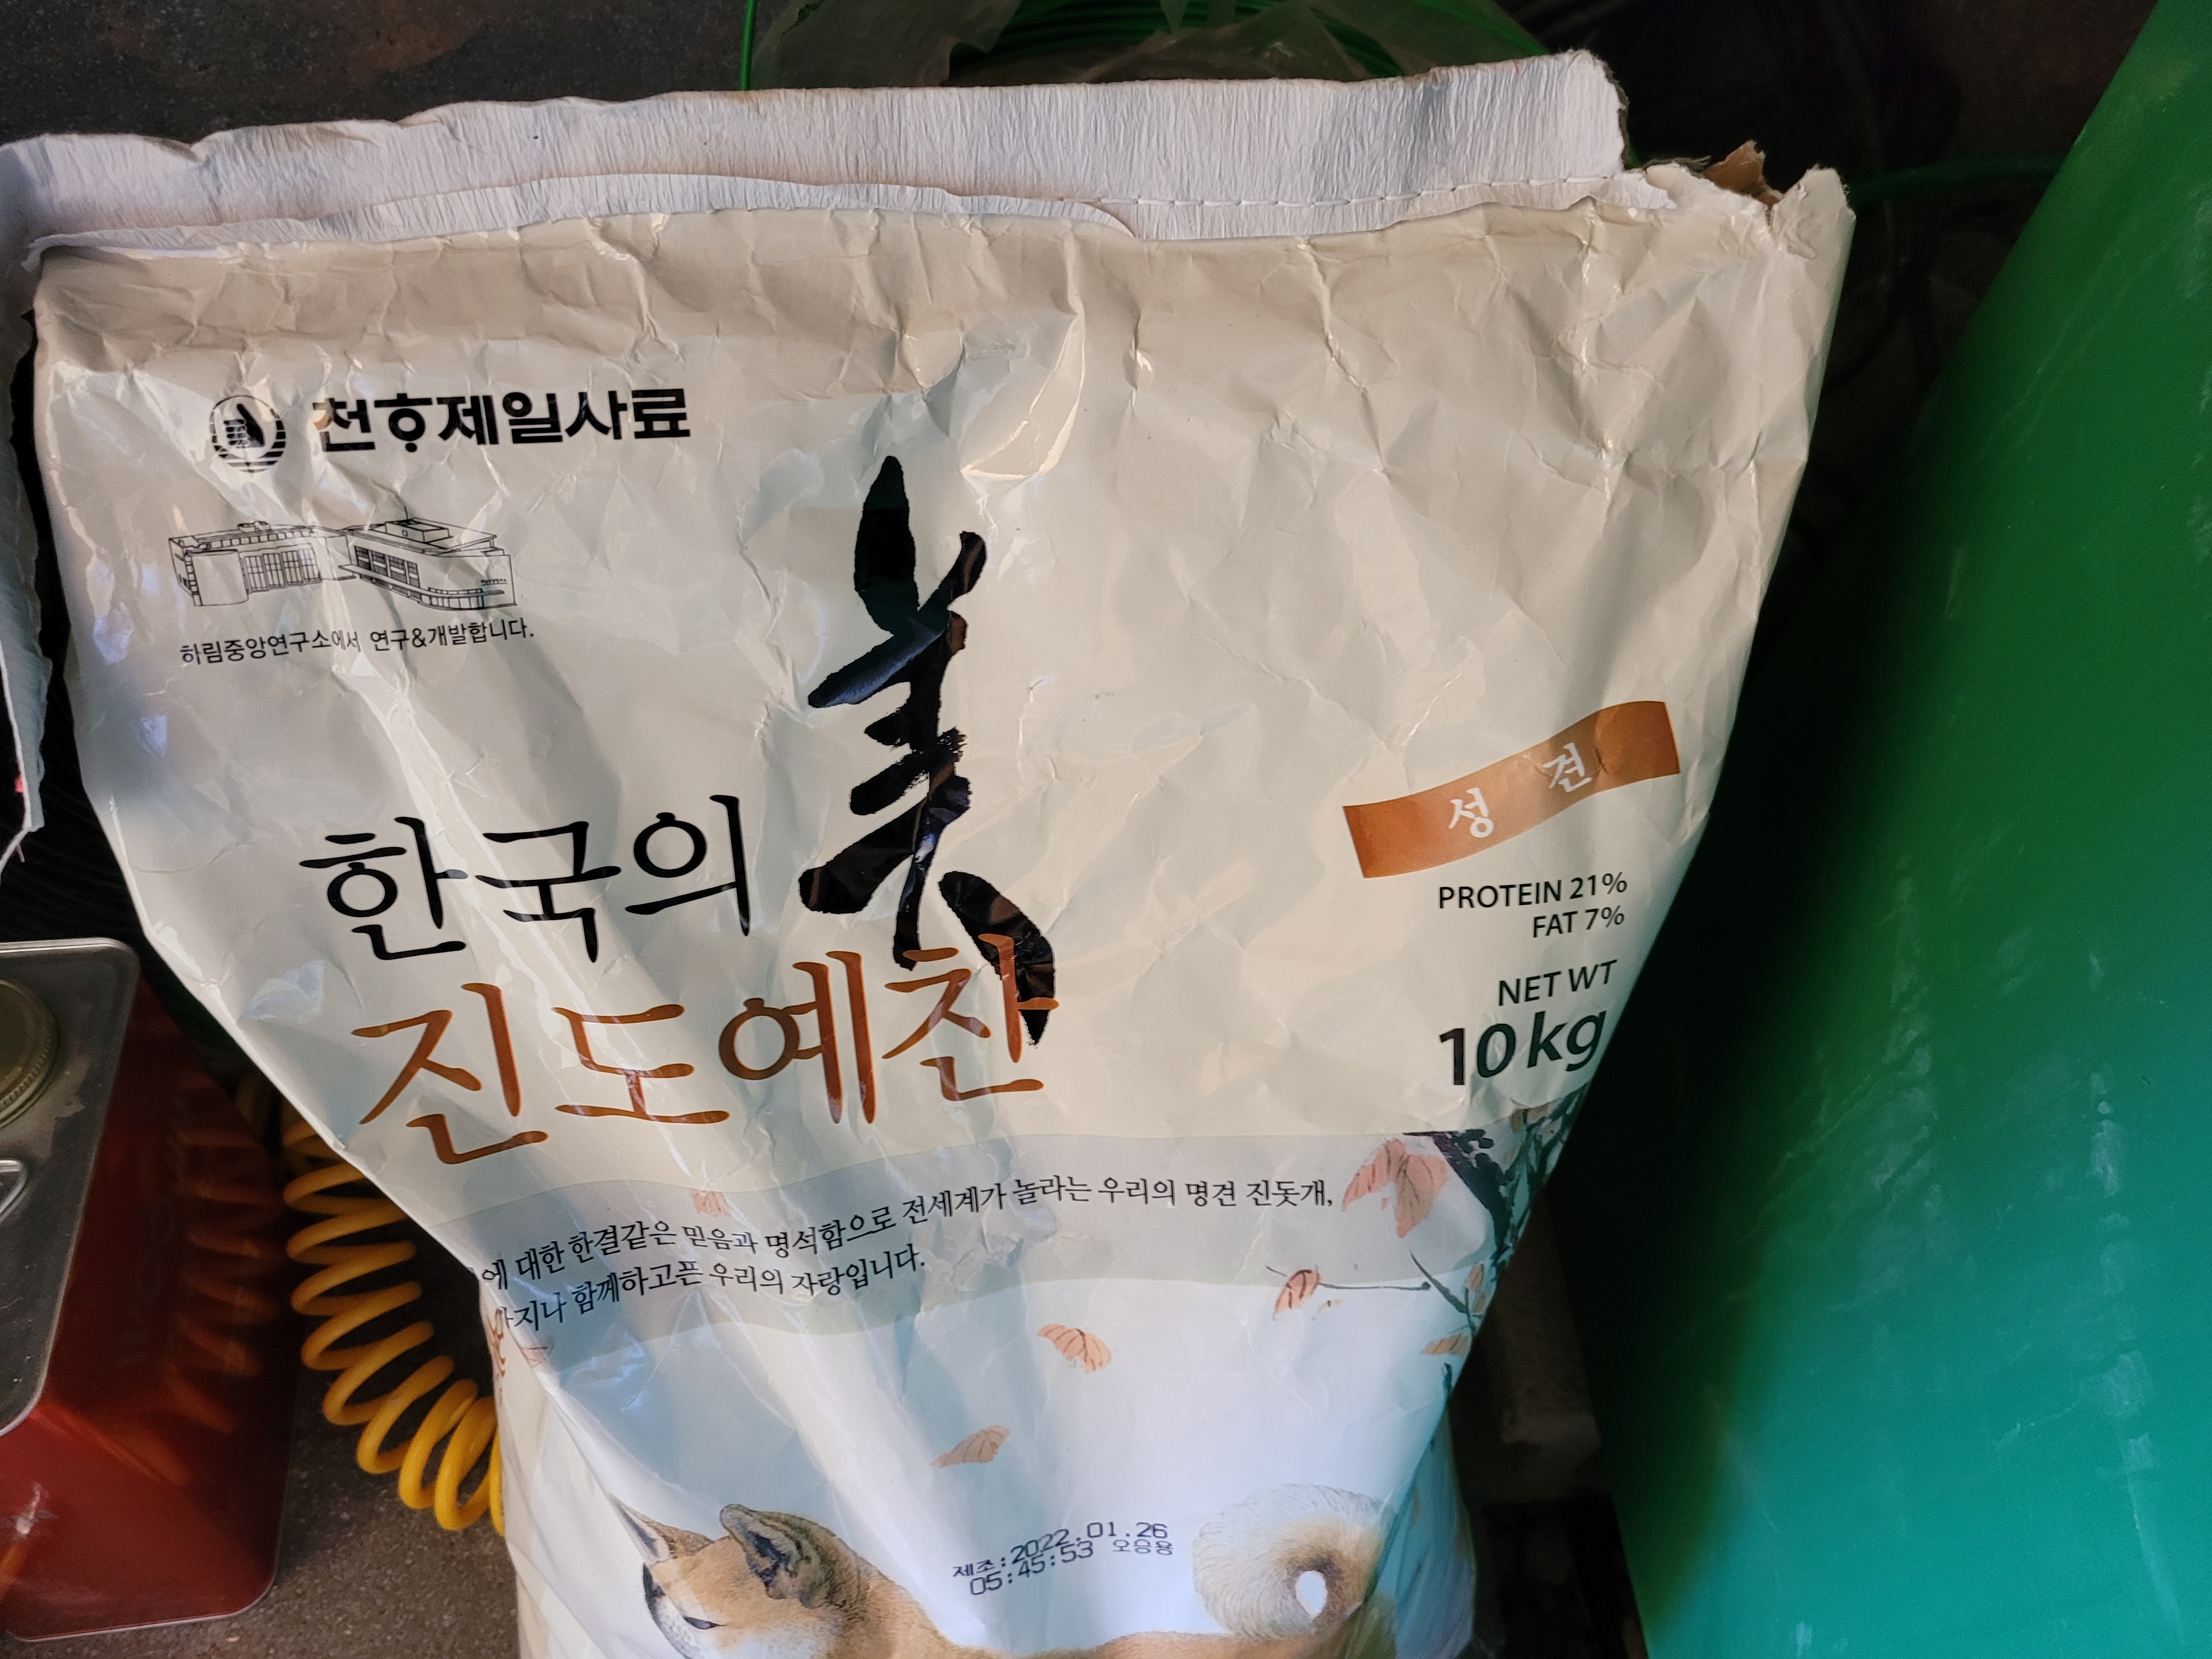 천하제일사료
하림중앙연구소에서 연구&개발합니다.
한국의 美
진도예찬
성견
PROTEIN 21%
FAT 7%
NET WT
10kg
에 대한 한결같은 믿음과 명석함으로 전세계가 놀라는 우리의 명견 진돗개,
함께하고픈 우리의 자랑입니다.
제조:2022.01.26
05:45:53 오승용